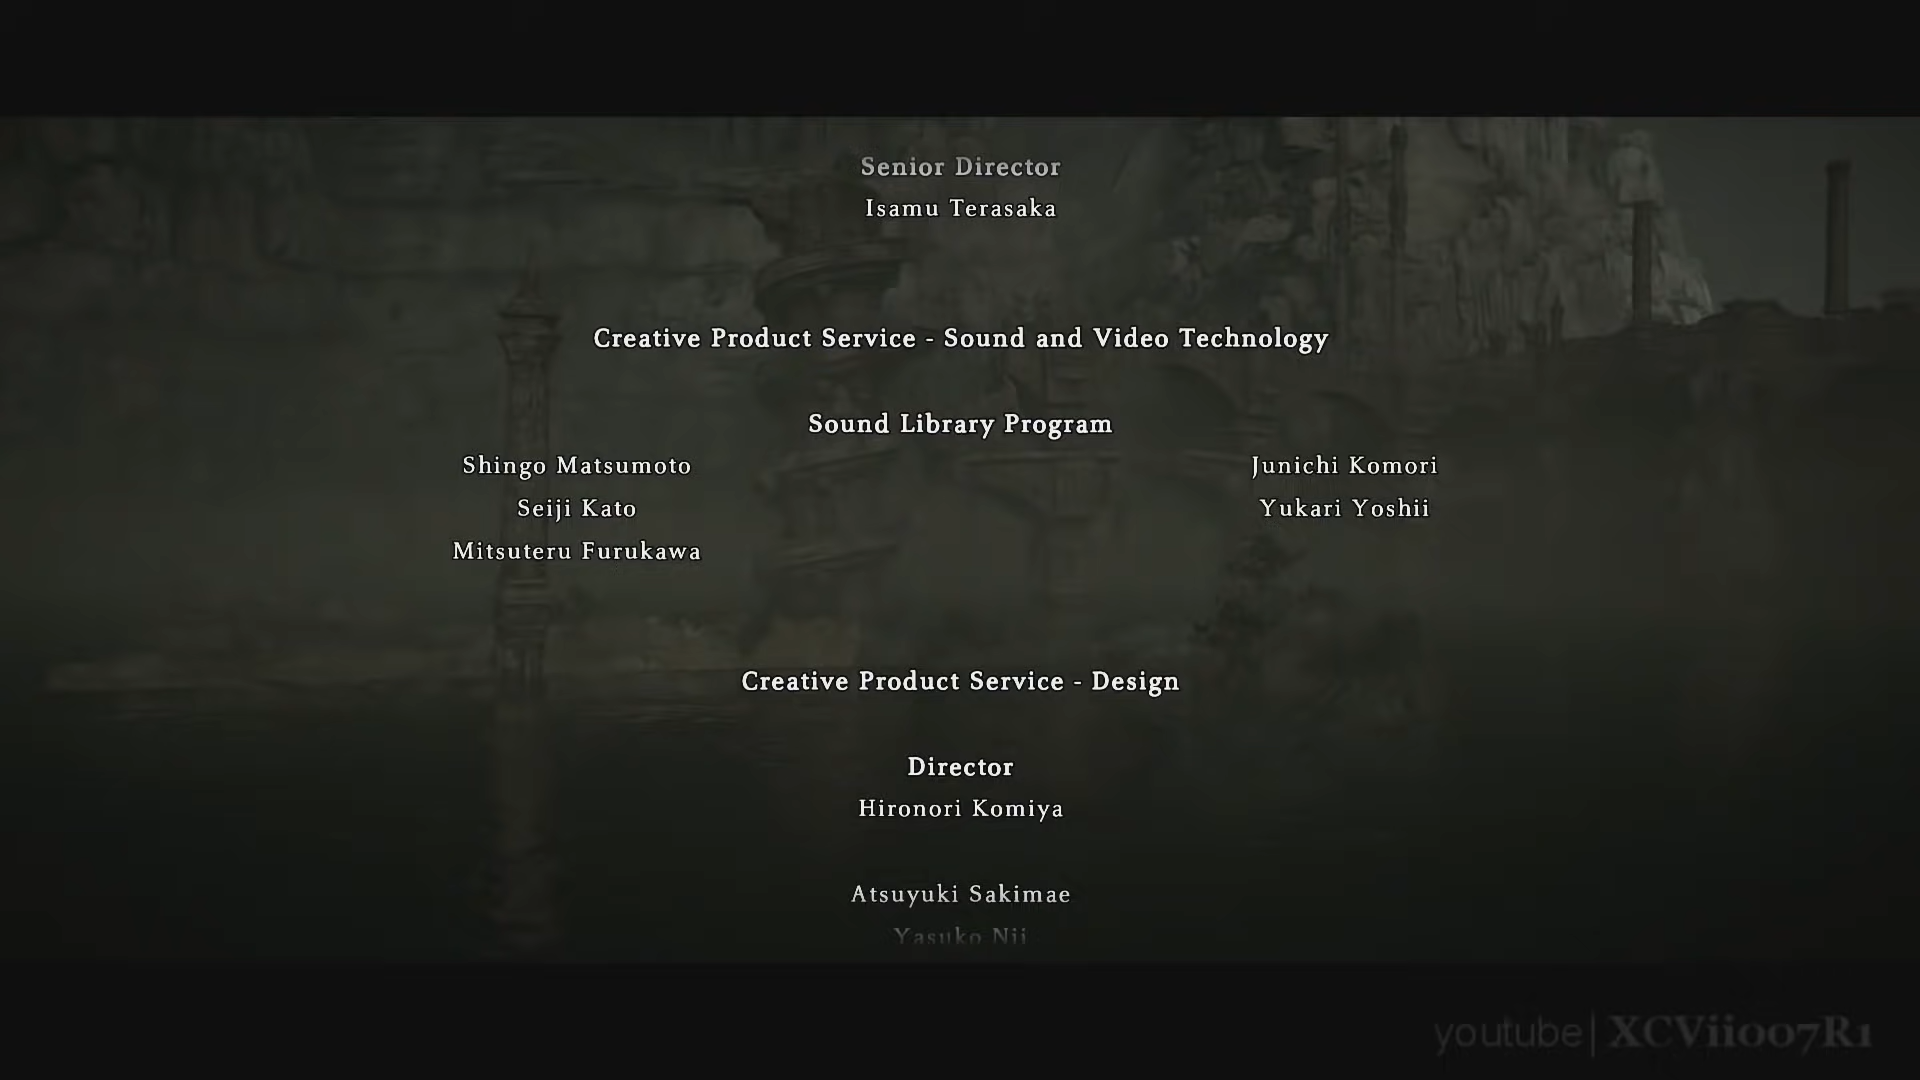 Senior Director
Isamu Terasaka
Creative Product Service - Sound and Video Technology
Sound Library Program
Shingo Matsumoto
Junichi Komori
Seiji Kato
Yukari Yoshii
Mitsuteru Furukawa
Creative Product Service - Design
Director
Hironori Komiya
Atsuyuki Sakimae
Yasuko Nii
youtube| XCVii007R1